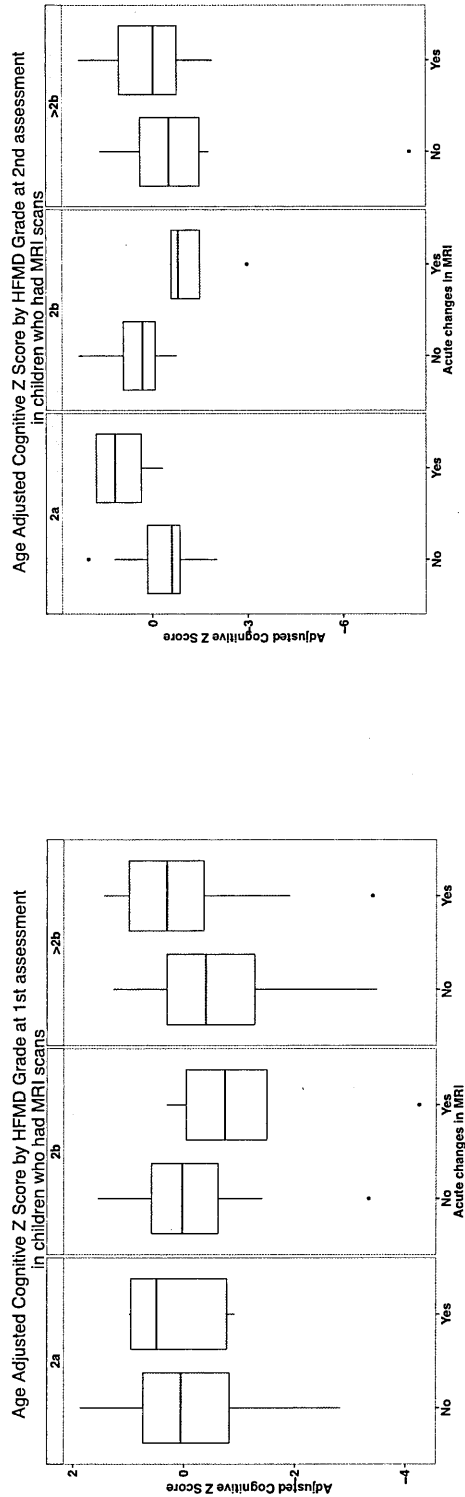 Age Adjusted Cognitive Z Score by HFMD Grade at 1st assessment
in children who had MRI scans
2a
2b
>2b
2
0
-2
-4
Adjusted Cognitive Z Score
No
Yes
No
Yes
No
Yes
Acute changes in MRI
Age Adjusted Cognitive Z Score by HFMD Grade at 2nd assessment
in children who had MRI scans
2a
2b
>2b
0
-3
-6
Adjusted Cognitive Z Score
No
Yes
No
Yes
No
Yes
Acute changes in MRI